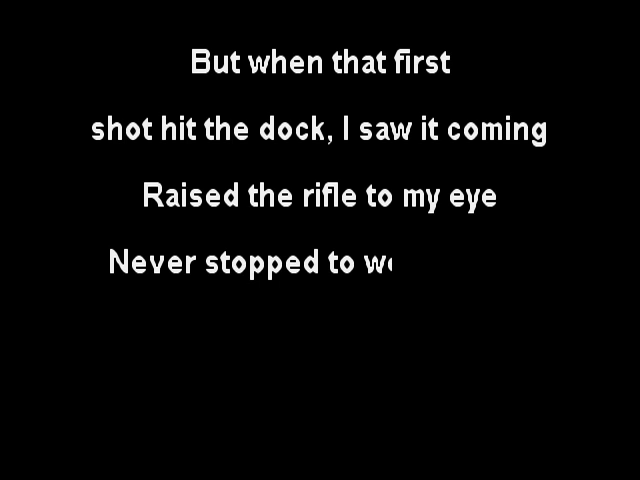 But when that first
shot hit the dock, I saw it coming
Raised the rifle to my eye
Never stopped to